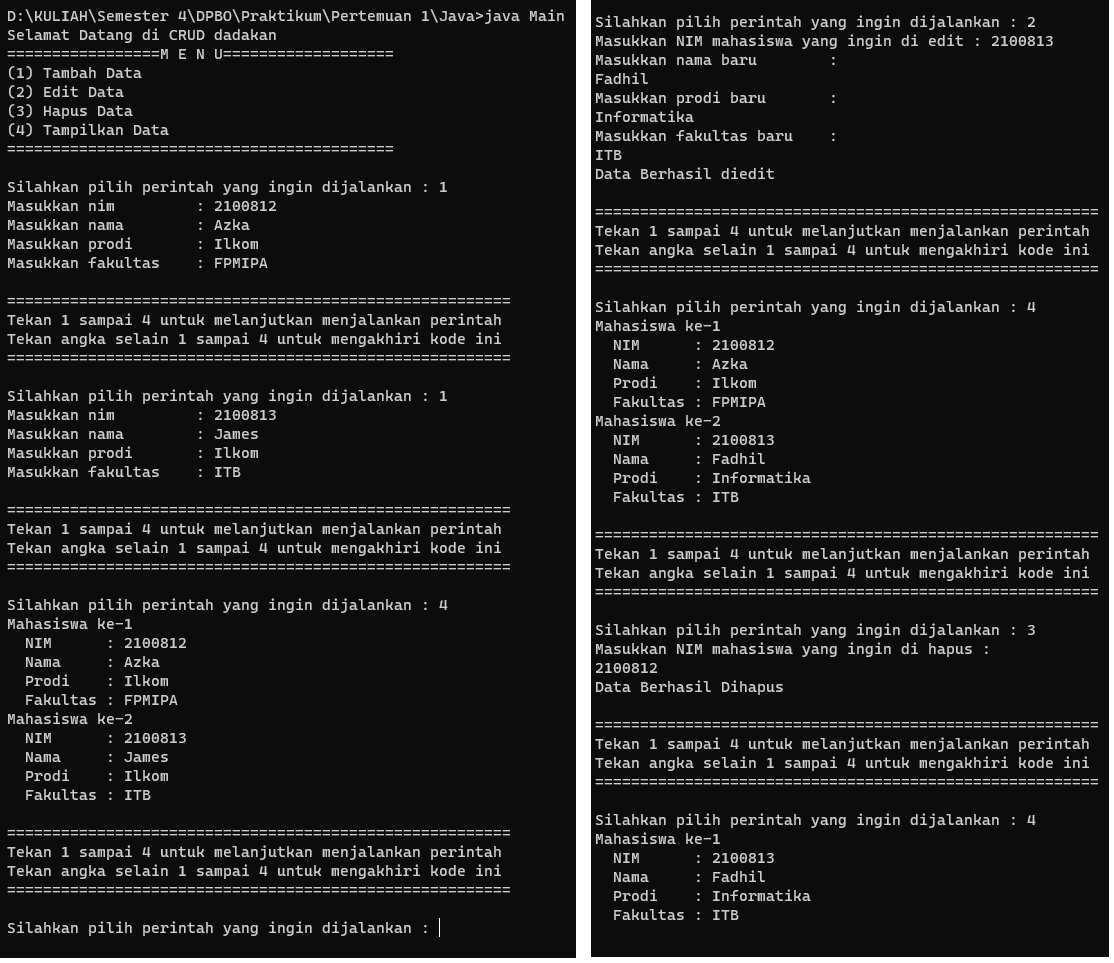 D:\KULIAH\Semester 4\DPBO\Praktikum\Pertemuan 1\Java>java Main
Selamat Datang di CRUD dadakan
=================M E N U===================
(1) Tambah Data
(2) Edit Data
(3) Hapus Data
(4) Tampilkan Data
===========================================
Silahkan pilih perintah yang ingin dijalankan : 1
Masukkan nim         : 2100812
Masukkan nama        : Azka
Masukkan prodi       : Ilkom
Masukkan fakultas    : FPMIPA
========================================================
Tekan 1 sampai 4 untuk melanjutkan menjalankan perintah
Tekan angka selain 1 sampai 4 untuk mengakhiri kode ini
========================================================
Silahkan pilih perintah yang ingin dijalankan : 1
Masukkan nim         : 2100813
Masukkan nama        : James
Masukkan prodi       : Ilkom
Masukkan fakultas    : ITB
========================================================
Tekan 1 sampai 4 untuk melanjutkan menjalankan perintah
Tekan angka selain 1 sampai 4 untuk mengakhiri kode ini
========================================================
Silahkan pilih perintah yang ingin dijalankan : 4
Mahasiswa ke-1
  NIM      : 2100812
  Nama     : Azka
  Prodi    : Ilkom
  Fakultas : FPMIPA
Mahasiswa ke-2
  NIM      : 2100813
  Nama     : James
  Prodi    : Ilkom
  Fakultas : ITB
========================================================
Tekan 1 sampai 4 untuk melanjutkan menjalankan perintah
Tekan angka selain 1 sampai 4 untuk mengakhiri kode ini
========================================================
Silahkan pilih perintah yang ingin dijalankan :
Silahkan pilih perintah yang ingin dijalankan : 2
Masukkan NIM mahasiswa yang ingin di edit : 2100813
Masukkan nama baru        :
Fadhil
Masukkan prodi baru       :
Informatika
Masukkan fakultas baru    :
ITB
Data Berhasil diedit
========================================================
Tekan 1 sampai 4 untuk melanjutkan menjalankan perintah
Tekan angka selain 1 sampai 4 untuk mengakhiri kode ini
========================================================
Silahkan pilih perintah yang ingin dijalankan : 4
Mahasiswa ke-1
  NIM      : 2100812
  Nama     : Azka
  Prodi    : Ilkom
  Fakultas : FPMIPA
Mahasiswa ke-2
  NIM      : 2100813
  Nama     : Fadhil
  Prodi    : Informatika
  Fakultas : ITB
========================================================
Tekan 1 sampai 4 untuk melanjutkan menjalankan perintah
Tekan angka selain 1 sampai 4 untuk mengakhiri kode ini
========================================================
Silahkan pilih perintah yang ingin dijalankan : 3
Masukkan NIM mahasiswa yang ingin di hapus :
2100812
Data Berhasil Dihapus
========================================================
Tekan 1 sampai 4 untuk melanjutkan menjalankan perintah
Tekan angka selain 1 sampai 4 untuk mengakhiri kode ini
========================================================
Silahkan pilih perintah yang ingin dijalankan : 4
Mahasiswa ke-1
  NIM      : 2100813
  Nama     : Fadhil
  Prodi    : Informatika
  Fakultas : ITB